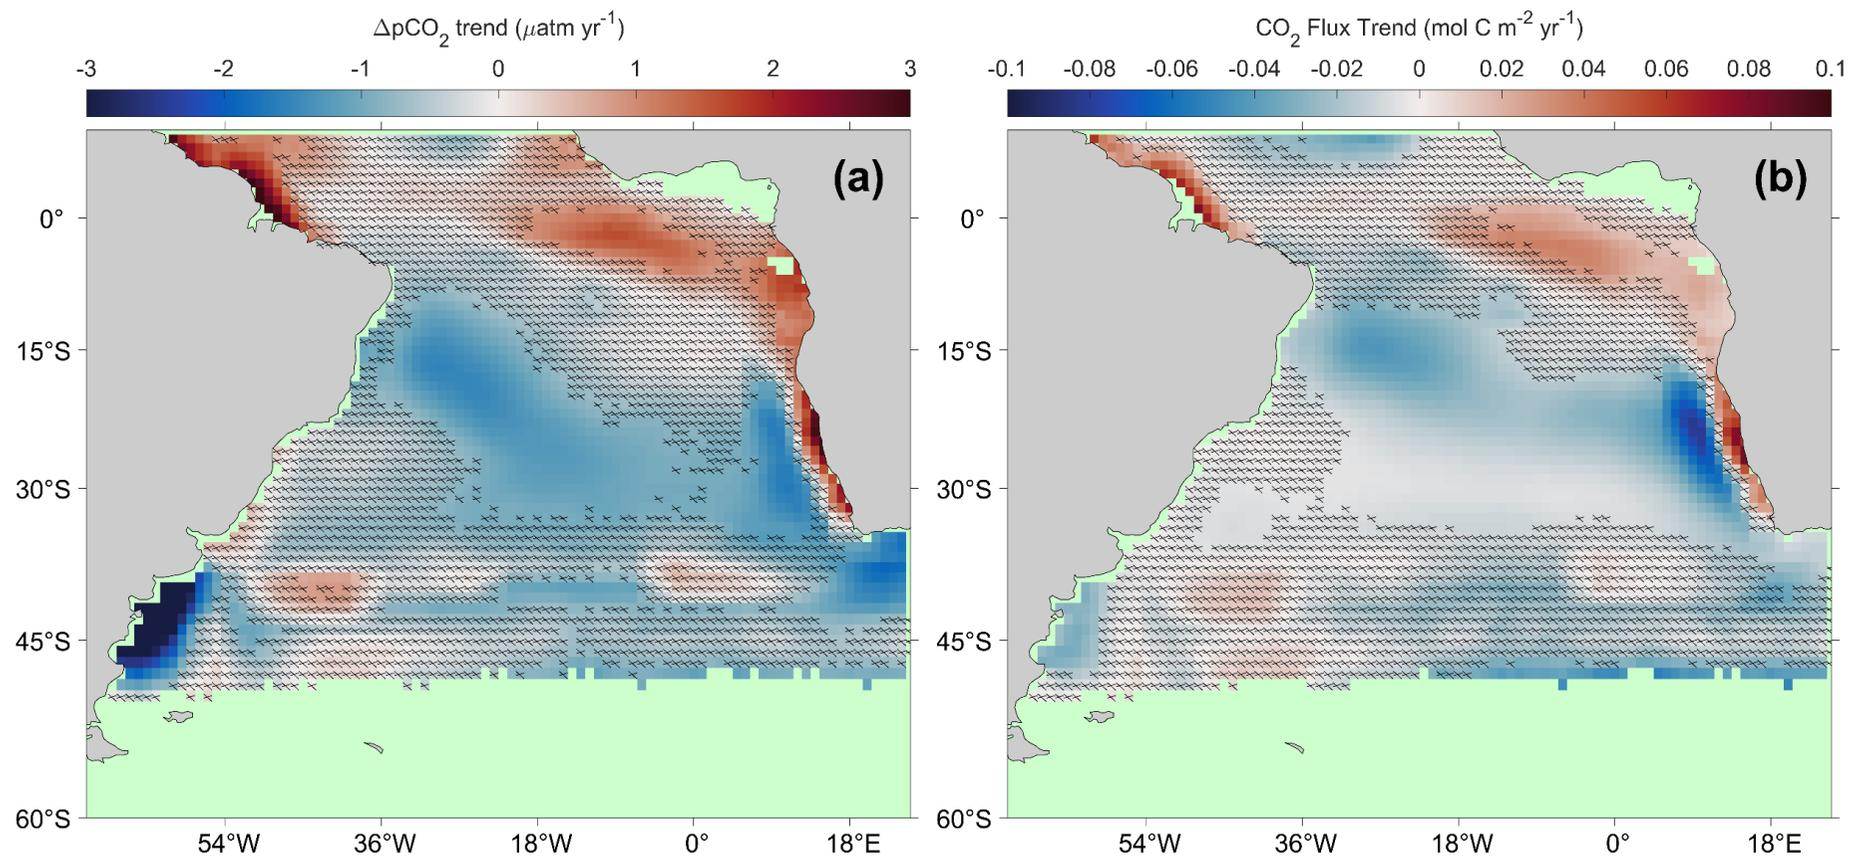 ΔpCO₂ trend (μatm yr⁻¹)
-3 -2 -1 0 1 2 3
(a)
0°
15°S
30°S
45°S
60°S
54°W 36°W 18°W 0° 18°E
CO₂ Flux Trend (mol C m⁻² yr⁻¹)
-0.1 -0.08 -0.06 -0.04 -0.02 0 0.02 0.04 0.06 0.08 0.1
(b)
0°
15°S
30°S
45°S
60°S
54°W 36°W 18°W 0° 18°E